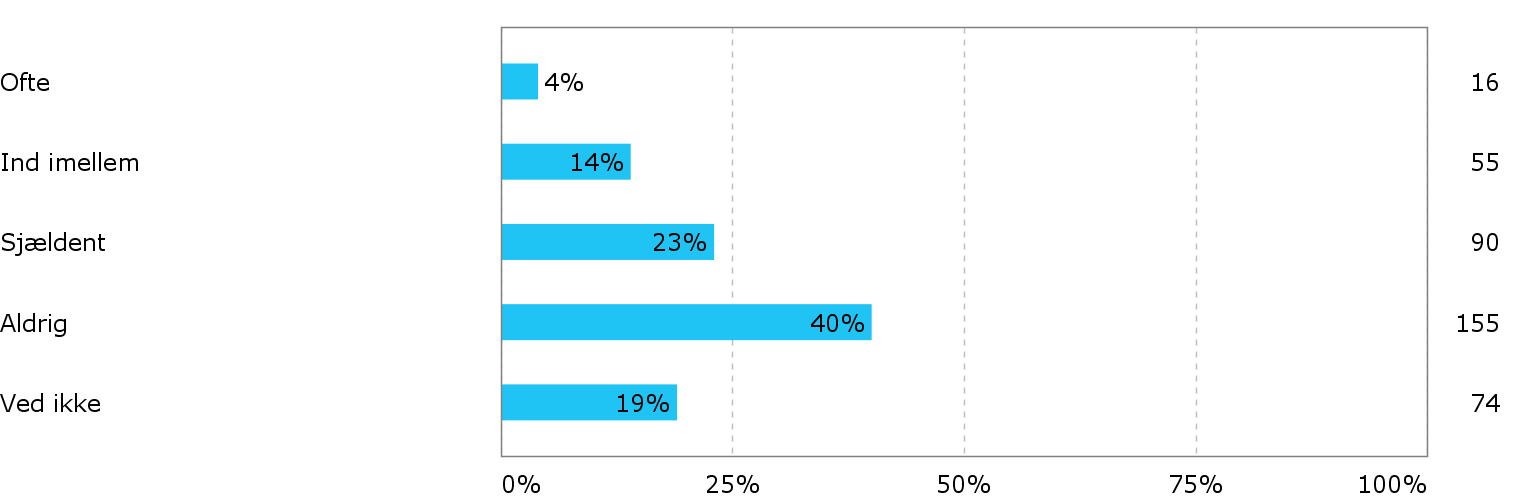 Ofte 4% 16
Ind imellem 14% 55
Sjældent 23% 90
Aldrig 40% 155
Ved ikke 19% 74
0% 25% 50% 75% 100%